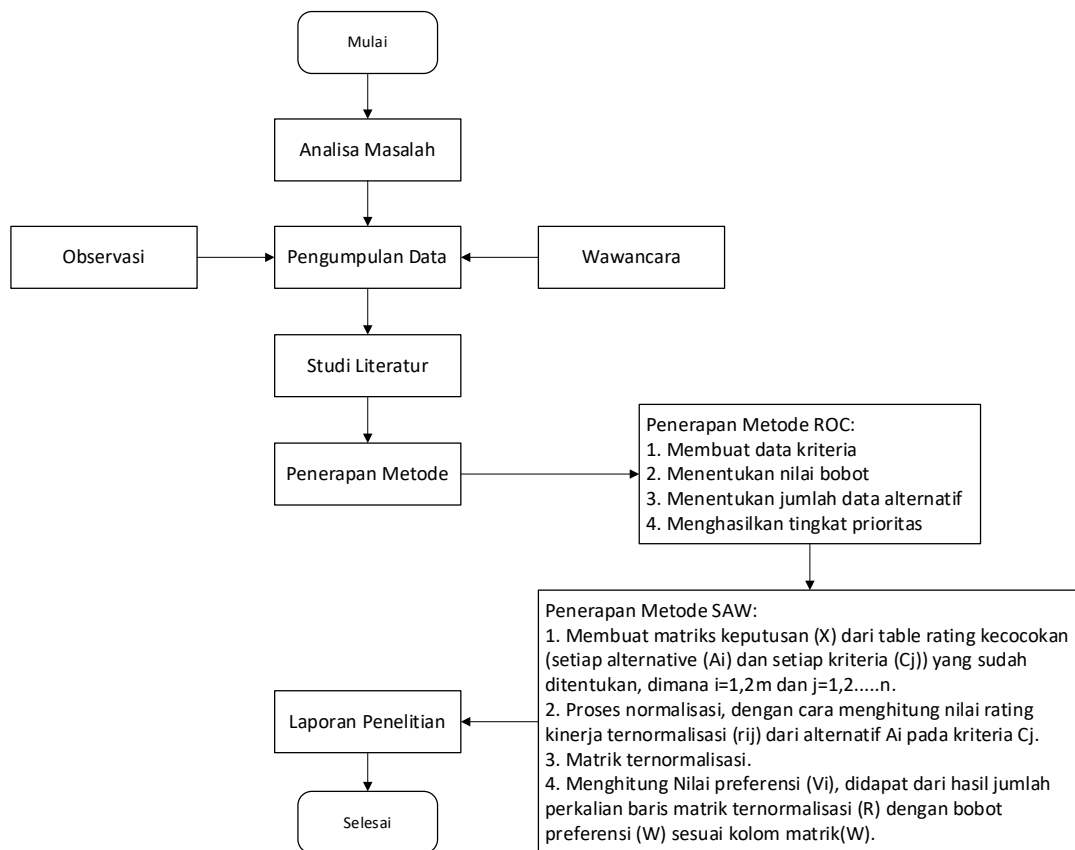 Mulai
Analisa Masalah
Observasi
Pengumpulan Data
Wawancara
Studi Literatur
Penerapan Metode
Penerapan Metode ROC:
1. Membuat data kriteria
2. Menentukan nilai bobot
3. Menentukan jumlah data alternatif
4. Menghasilkan tingkat prioritas
Penerapan Metode SAW:
1. Membuat matriks keputusan (X) dari table rating kecocokan
(setiap alternative (Ai) dan setiap kriteria (Cj)) yang sudah
ditentukan, dimana i=1,2m dan j=1,2.....n.
2. Proses normalisasi, dengan cara menghitung nilai rating
kinerja ternormalisasi (rij) dari alternatif Ai pada kriteria Cj.
3. Matrik ternormalisasi.
4. Menghitung Nilai preferensi (Vi), didapat dari hasil jumlah
perkalian baris matrik ternormalisasi (R) dengan bobot
preferensi (W) sesuai kolom matrik(W).
Laporan Penelitian
Selesai